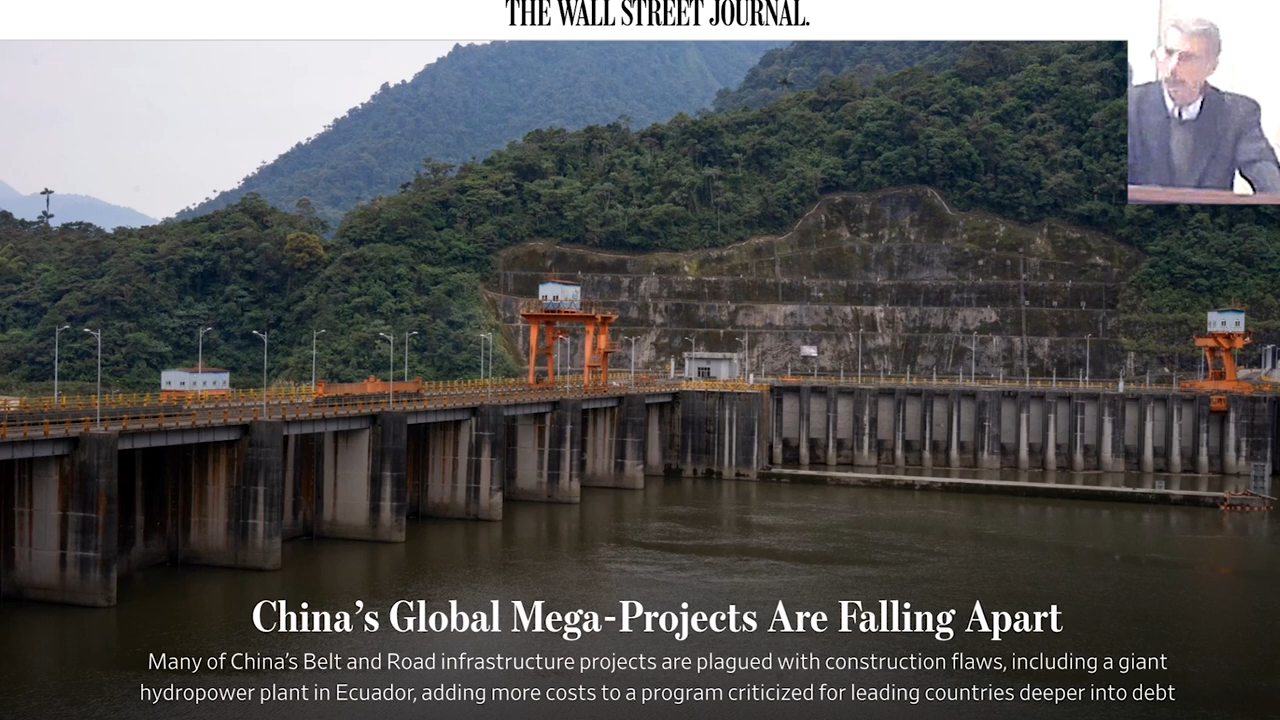 THE WALL STREET JOURNAL.
China's Global Mega-Projects Are Falling Apart
Many of China's Belt and Road infrastructure projects are plagued with construction flaws, including a giant
hydropower plant in Ecuador, adding more costs to a program criticized for leading countries deeper into debt